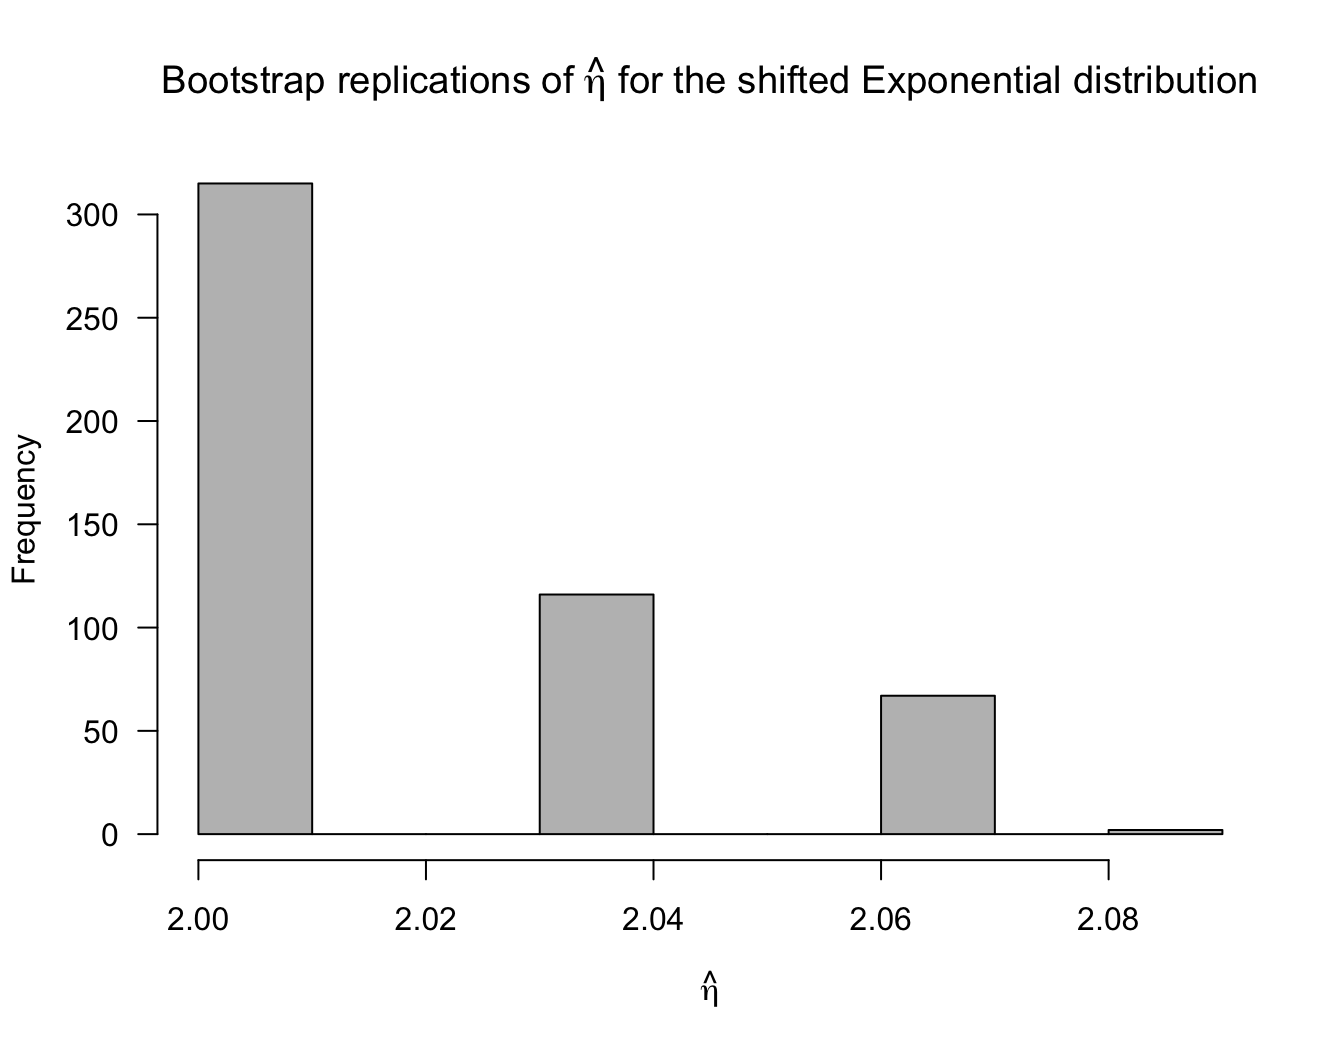 Bootstrap replications of η̂ for the shifted Exponential distribution
300
250
200
150
100
50
0
Frequency
2.00 2.02 2.04 2.06 2.08
η̂